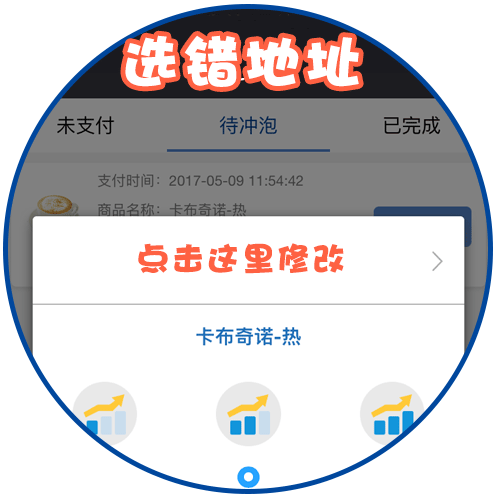 选错地址
未支付 待冲泡 已完成
支付时间：2017-05-09 11:54:42
商品名称：卡布奇诺-热
点击这里修改
卡布奇诺-热